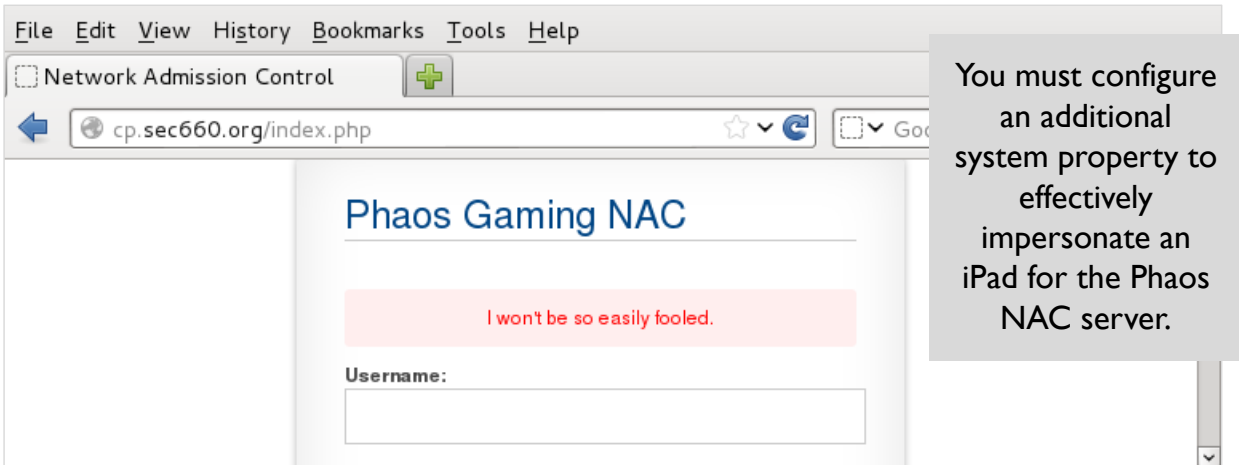 File Edit View History Bookmarks Tools Help
Network Admission Control
cp.sec660.org/index.php
Goo
Phaos Gaming NAC
I won't be so easily fooled.
Username:
You must configure
an additional
system property to
effectively
impersonate an
iPad for the Phaos
NAC server.